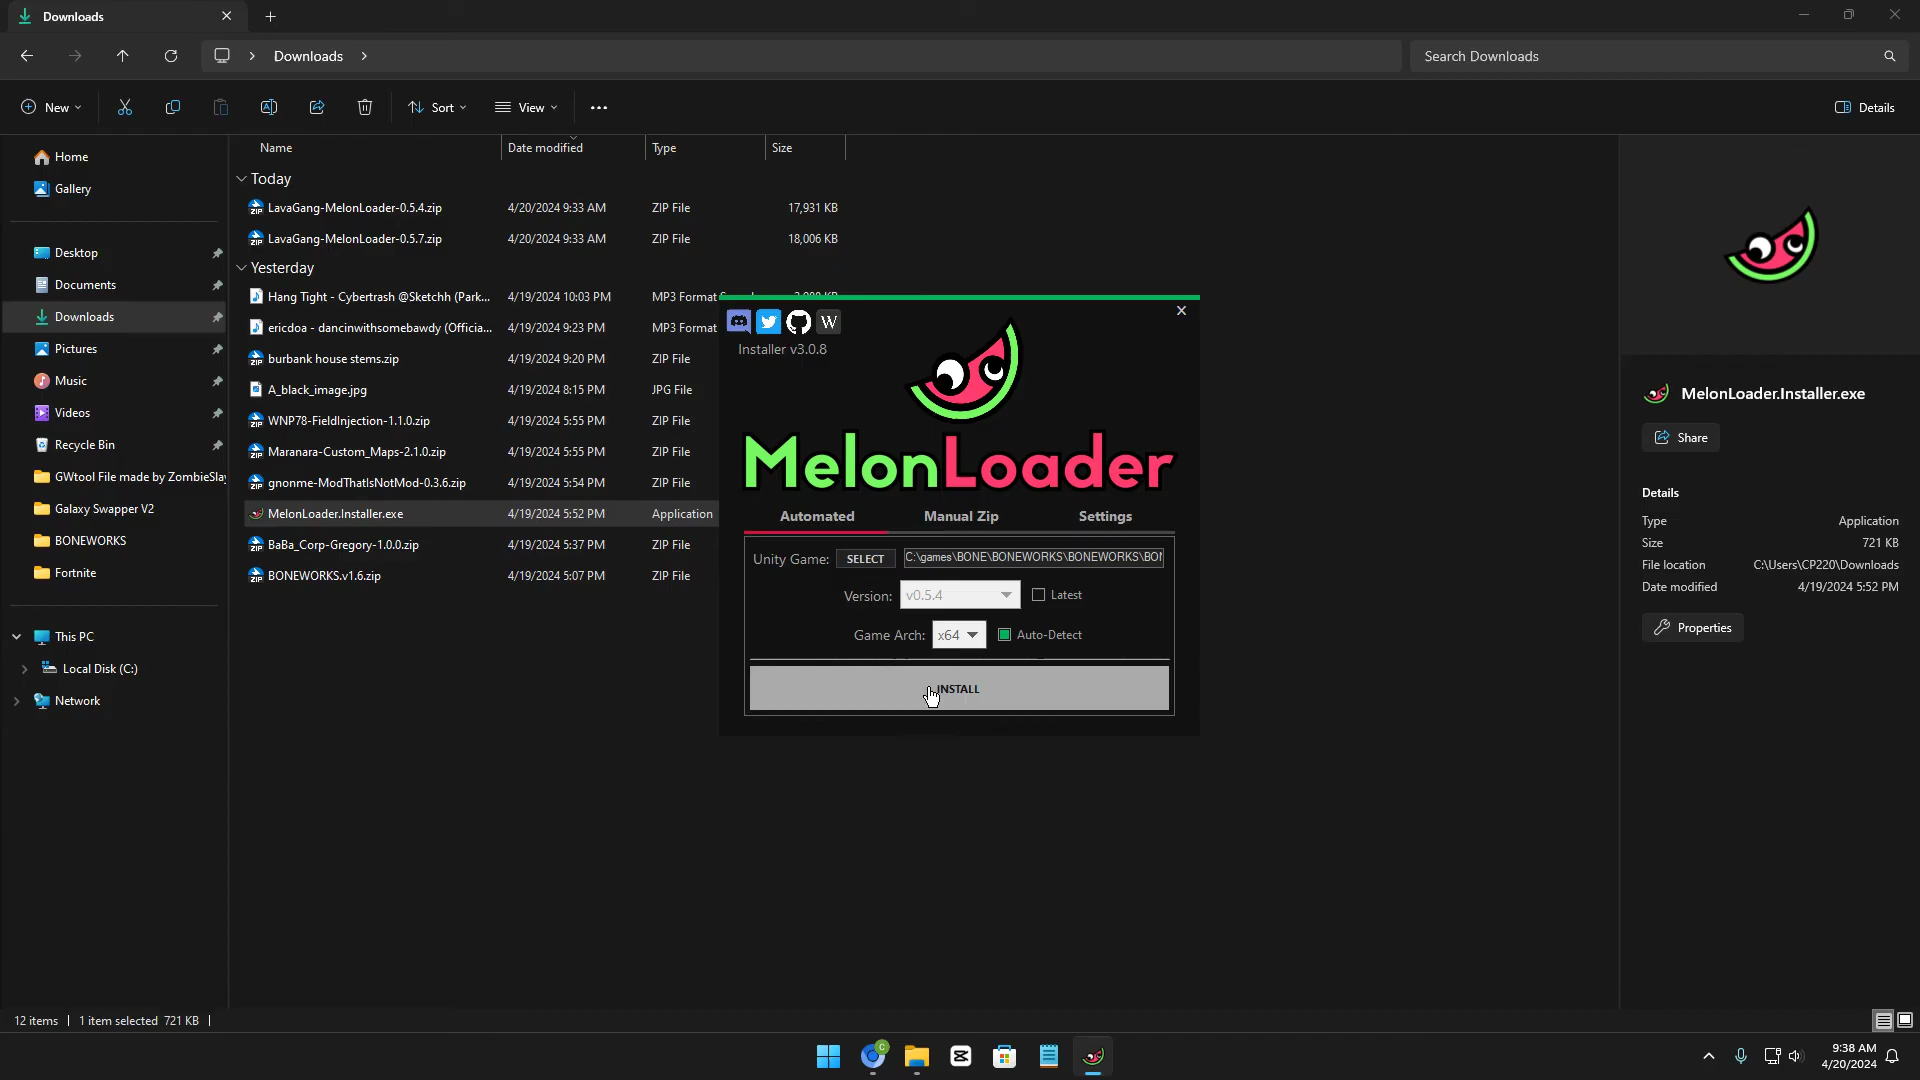 Downloads
Downloads
Search Downloads
New
Sort
View
Details
Home
Gallery
Desktop
Documents
Downloads
Pictures
Music
Videos
Recycle Bin
GWtool File made by ZombieSla
Galaxy Swapper V2
BONEWORKS
Fortnite
This PC
Local Disk (C:)
Network
Name Date modified Type Size
Today
LavaGang-MelonLoader-0.5.4.zip 4/20/2024 9:33 AM ZIP File 17,931 KB
LavaGang-MelonLoader-0.5.7.zip 4/20/2024 9:33 AM ZIP File 18,006 KB
Yesterday
Hang Tight - Cybertrash @Sketchh (Park... 4/19/2024 10:03 PM MP3 Format
ericdoa - dancinwithsomebawdy (Officia... 4/19/2024 9:23 PM MP3 Format
burbank house stems.zip 4/19/2024 9:20 PM ZIP File
A_black_image.jpg 4/19/2024 8:15 PM JPG File
WNP78-FieldInjection-1.1.0.zip 4/19/2024 5:55 PM ZIP File
Maranara-Custom_Maps-2.1.0.zip 4/19/2024 5:55 PM ZIP File
gnonme-ModThatIsNotMod-0.3.6.zip 4/19/2024 5:54 PM ZIP File
MelonLoader.Installer.exe 4/19/2024 5:52 PM Application
BaBa_Corp-Gregory-1.0.0.zip 4/19/2024 5:37 PM ZIP File
BONEWORKS.v1.6.zip 4/19/2024 5:07 PM ZIP File
W
Installer v3.0.8
MelonLoader
Automated Manual Zip Settings
Unity Game: SELECT C:\games\BONE\BONEWORKS\BONEWORKS\BON
Version: v0.5.4 Latest
Game Arch: x64 Auto-Detect
INSTALL
MelonLoader.Installer.exe
Share
Details
Type Application
Size 721 KB
File location C:\Users\CP220\Downloads
Date modified 4/19/2024 5:52 PM
Properties
12 items 1 item selected 721 KB
9:38 AM
4/20/2024